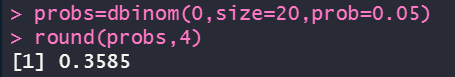 > probs=dbinom(0,size=20,prob=0.05)
> round(probs,4)
[1] 0.3585